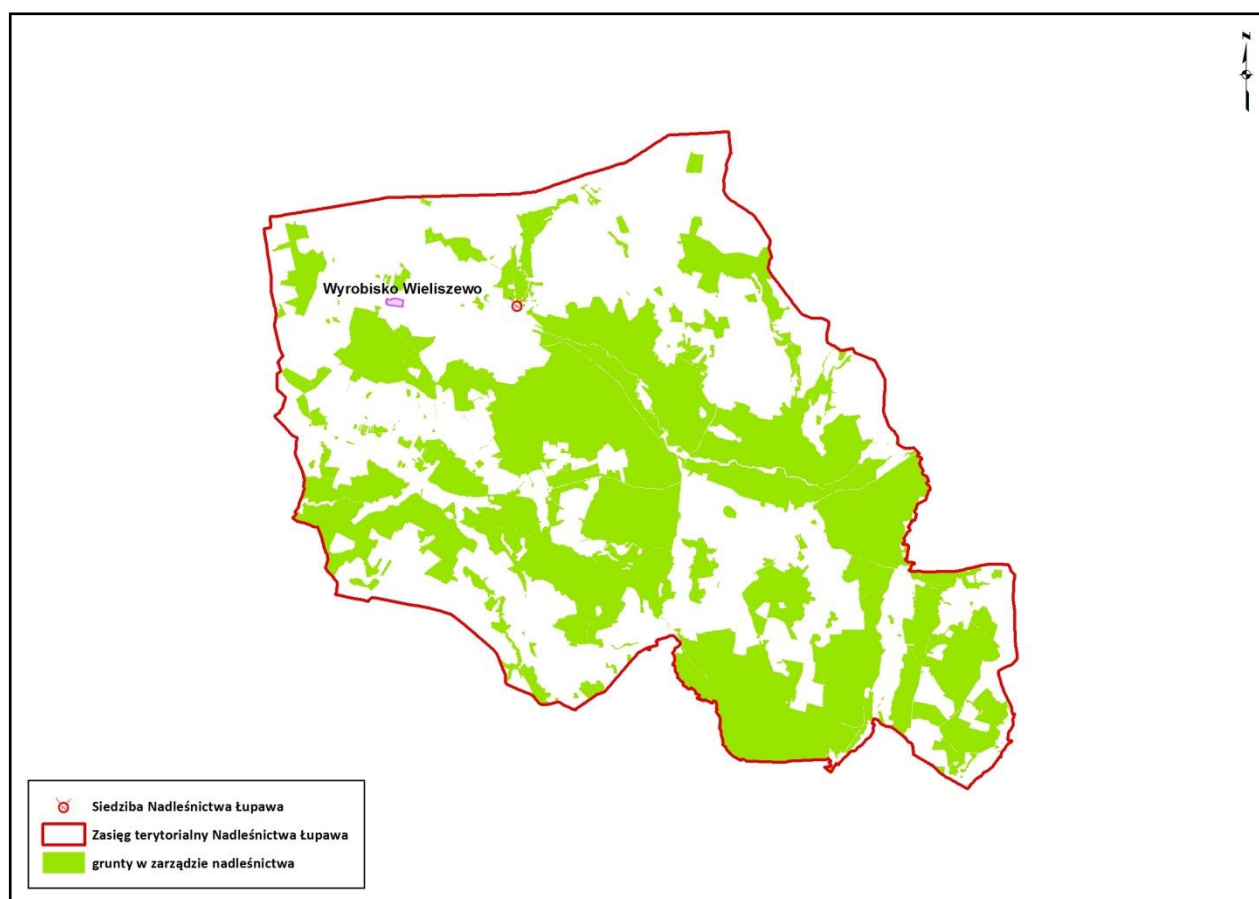 z
Wyrobisko Wieliszewo
Siedziba Nadleśnictwa Łupawa
Zasięg terytorialny Nadleśnictwa Łupawa
grunty w zarządzie nadleśnictwa